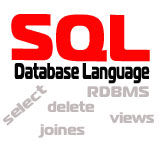 SQL
Database Language
select
RDBMS
delete
views
joines